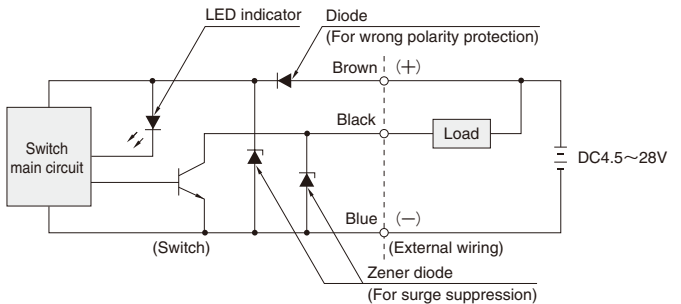 LED indicator
Diode
(For wrong polarity protection)
Brown (+)
Black
Load
Switch
main circuit
DC4.5～28V
Blue (−)
(Switch)
(External wiring)
Zener diode
(For surge suppression)